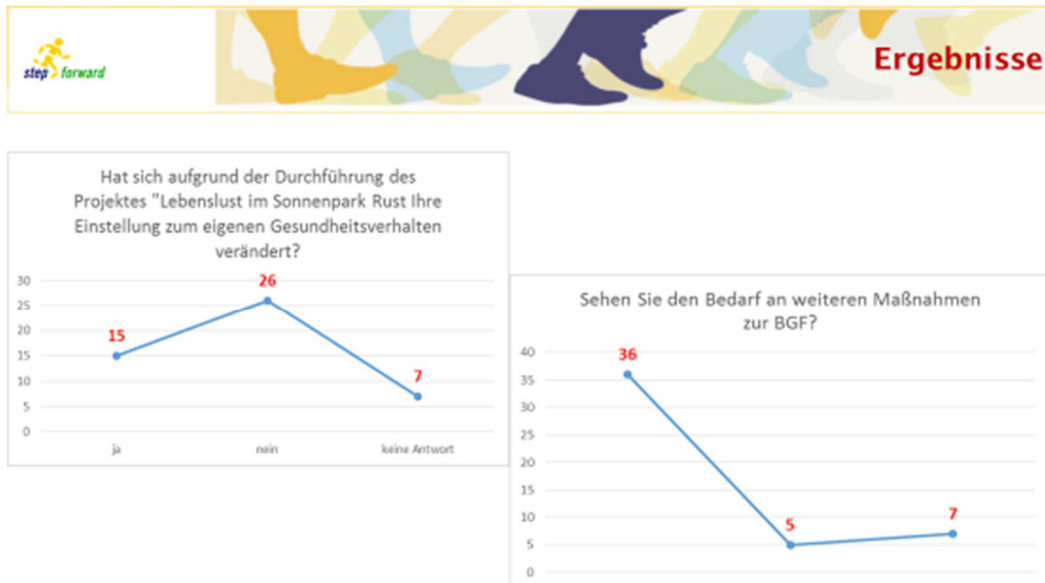 step forward
Ergebnisse
Hat sich aufgrund der Durchführung des
Projektes "Lebenslust im Sonnenpark Rust Ihre
Einstellung zum eigenen Gesundheitsverhalten
verändert?
30
25
20
15
10
5
0
15
26
7
ja
nein
keine Antwort
Sehen Sie den Bedarf an weiteren Maßnahmen
zur BGF?
40
35
30
25
20
15
10
5
0
36
5
7